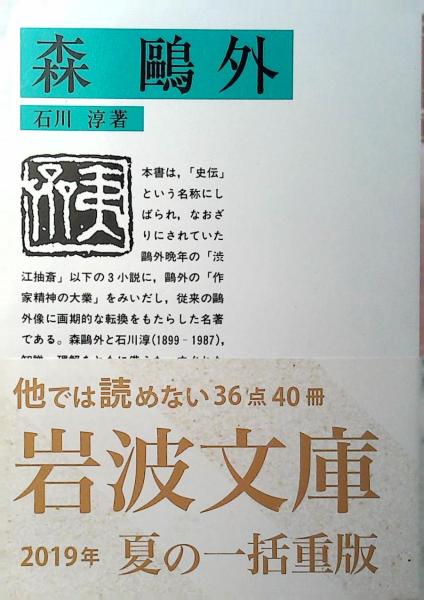 森鷗外
石川 淳著
本書は，「史伝」
という名称にし
ばられ，なおざ
りにされていた
鷗外晩年の「渋
江抽斎」以下の3小説に，鷗外の「作
家精神の大業」をみいだし，従来の鷗
外像に画期的な転換をもたらした名著
である。森鷗外と石川淳(1899‐1987)，
他では読めない36点40冊
岩波文庫
2019年 夏の一括重版